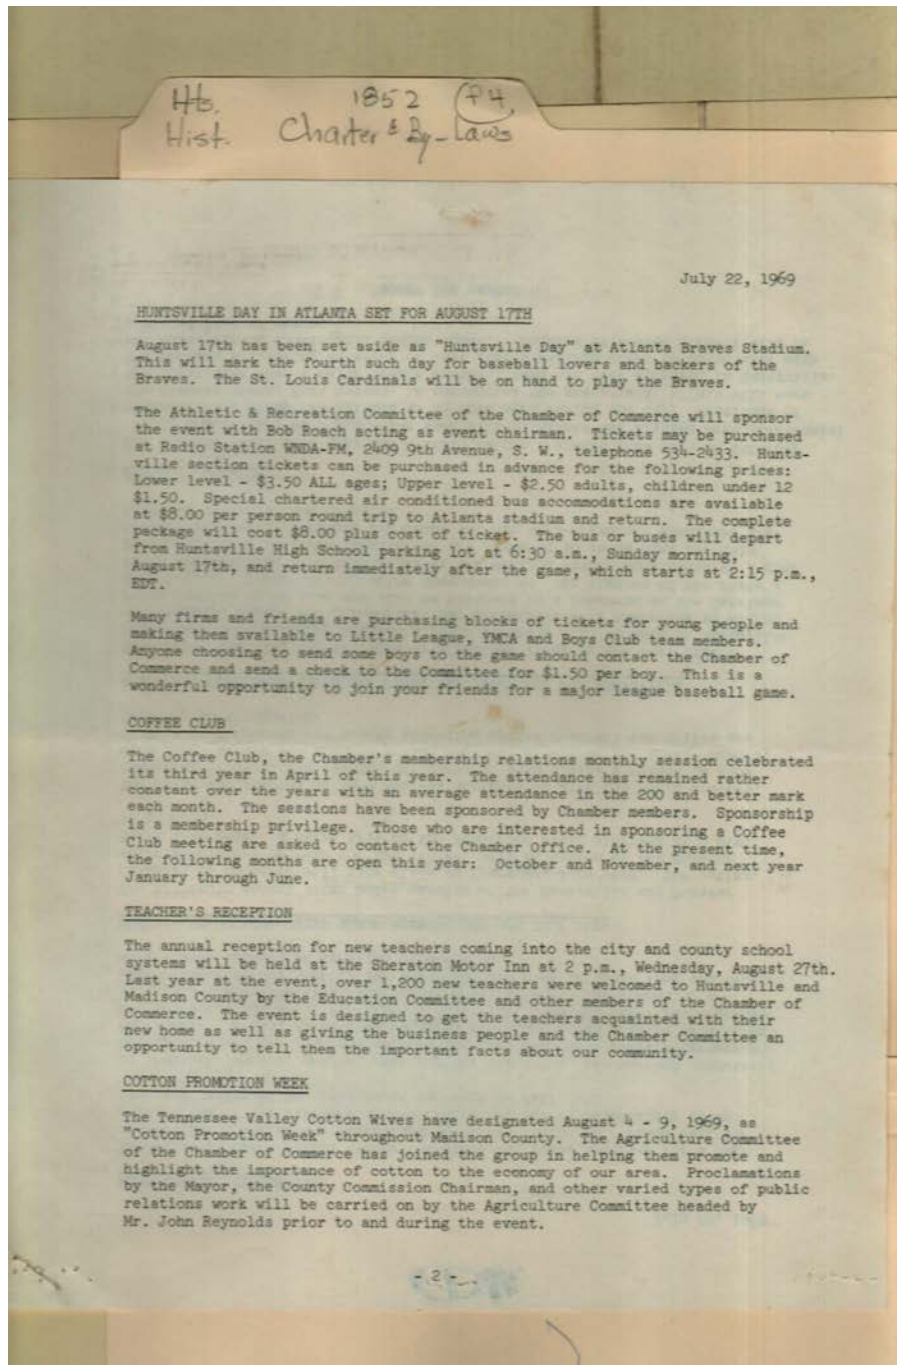 Hts. 1852 P4.
Hist. Charter & By-Laws
July 22, 1969
HUNTSVILLE DAY IN ATLANTA SET FOR AUGUST 17TH
August 17th has been set aside as "Huntsville Day" at Atlanta Braves Stadium.
This will mark the fourth such day for baseball lovers and backers of the
Braves. The St. Louis Cardinals will be on hand to play the Braves.
The Athletic & Recreation Committee of the Chamber of Commerce will sponsor
the event with Bob Roach acting as event chairman. Tickets may be purchased
at Radio Station WNDA-FM, 2409 9th Avenue, S. W., telephone 534-2433. Hunts-
ville section tickets can be purchased in advance for the following prices:
Lower level - $3.50 ALL ages; Upper level - $2.50 adults, children under 12
$1.50. Special chartered air conditioned bus accommodations are available
at $8.00 per person round trip to Atlanta stadium and return. The complete
package will cost $8.00 plus cost of ticket. The bus or buses will depart
from Huntsville High School parking lot at 6:30 a.m., Sunday morning,
August 17th, and return immediately after the game, which starts at 2:15 p.m.,
EDT.
Many firms and friends are purchasing blocks of tickets for young people and
making them available to Little League, YMCA and Boys Club team members.
Anyone choosing to send some boys to the game should contact the Chamber of
Commerce and send a check to the Committee for $1.50 per boy. This is a
wonderful opportunity to join your friends for a major league baseball game.
COFFEE CLUB
The Coffee Club, the Chamber's membership relations monthly session celebrated
its third year in April of this year. The attendance has remained rather
constant over the years with an average attendance in the 200 and better mark
each month. The sessions have been sponsored by Chamber members. Sponsorship
is a membership privilege. Those who are interested in sponsoring a Coffee
Club meeting are asked to contact the Chamber Office. At the present time,
the following months are open this year: October and November, and next year
January through June.
TEACHER'S RECEPTION
The annual reception for new teachers coming into the city and county school
systems will be held at the Sheraton Motor Inn at 2 p.m., Wednesday, August 27th.
Last year at the event, over 1,200 new teachers were welcomed to Huntsville and
Madison County by the Education Committee and other members of the Chamber of
Commerce. The event is designed to get the teachers acquainted with their
new home as well as giving the business people and the Chamber Committee an
opportunity to tell them the important facts about our community.
COTTON PROMOTION WEEK
The Tennessee Valley Cotton Wives have designated August 4 - 9, 1969, as
"Cotton Promotion Week" throughout Madison County. The Agriculture Committee
of the Chamber of Commerce has joined the group in helping them promote and
highlight the importance of cotton to the economy of our area. Proclamations
by the Mayor, the County Commission Chairman, and other varied types of public
relations work will be carried on by the Agriculture Committee headed by
Mr. John Reynolds prior to and during the event.
- 2 -